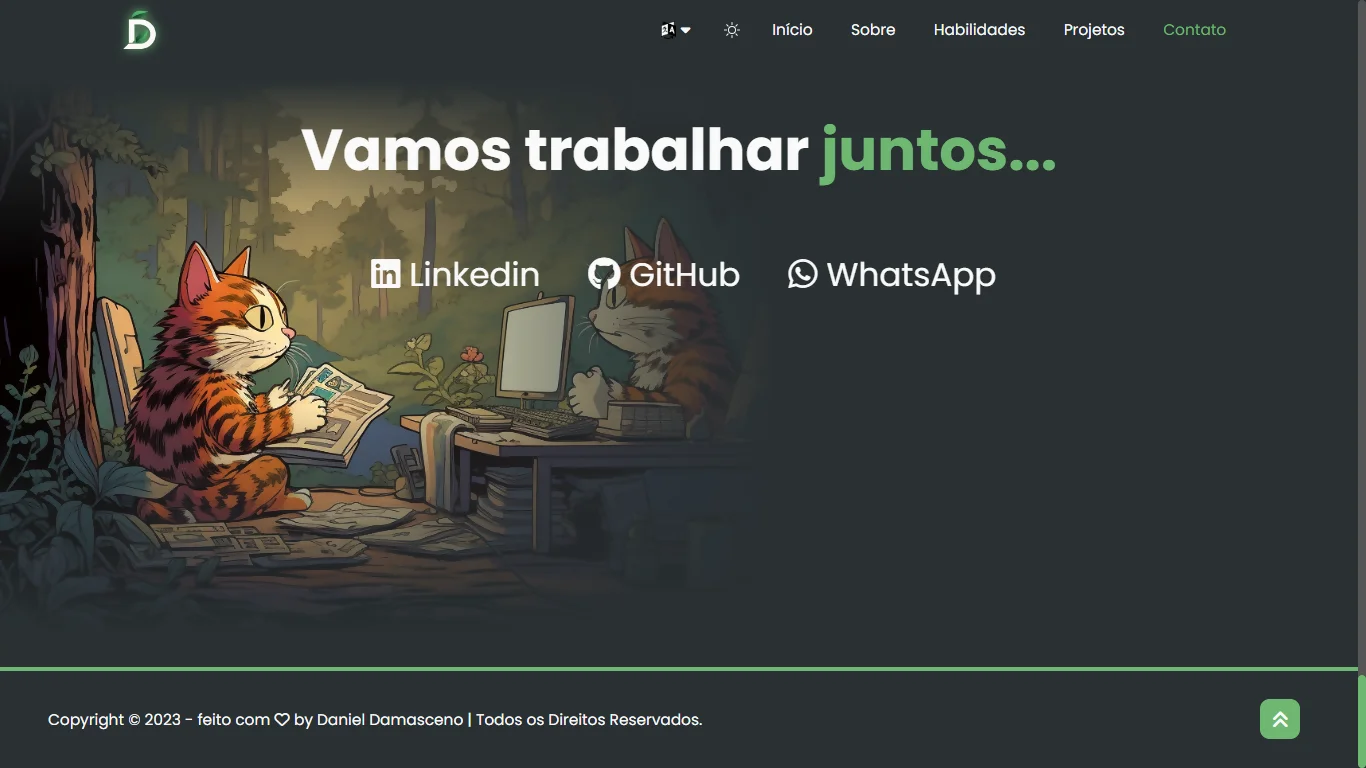 Início Sobre Habilidades Projetos Contato
Vamos trabalhar juntos...
Linkedin GitHub WhatsApp
Copyright © 2023 - feito com ♡ by Daniel Damasceno | Todos os Direitos Reservados.